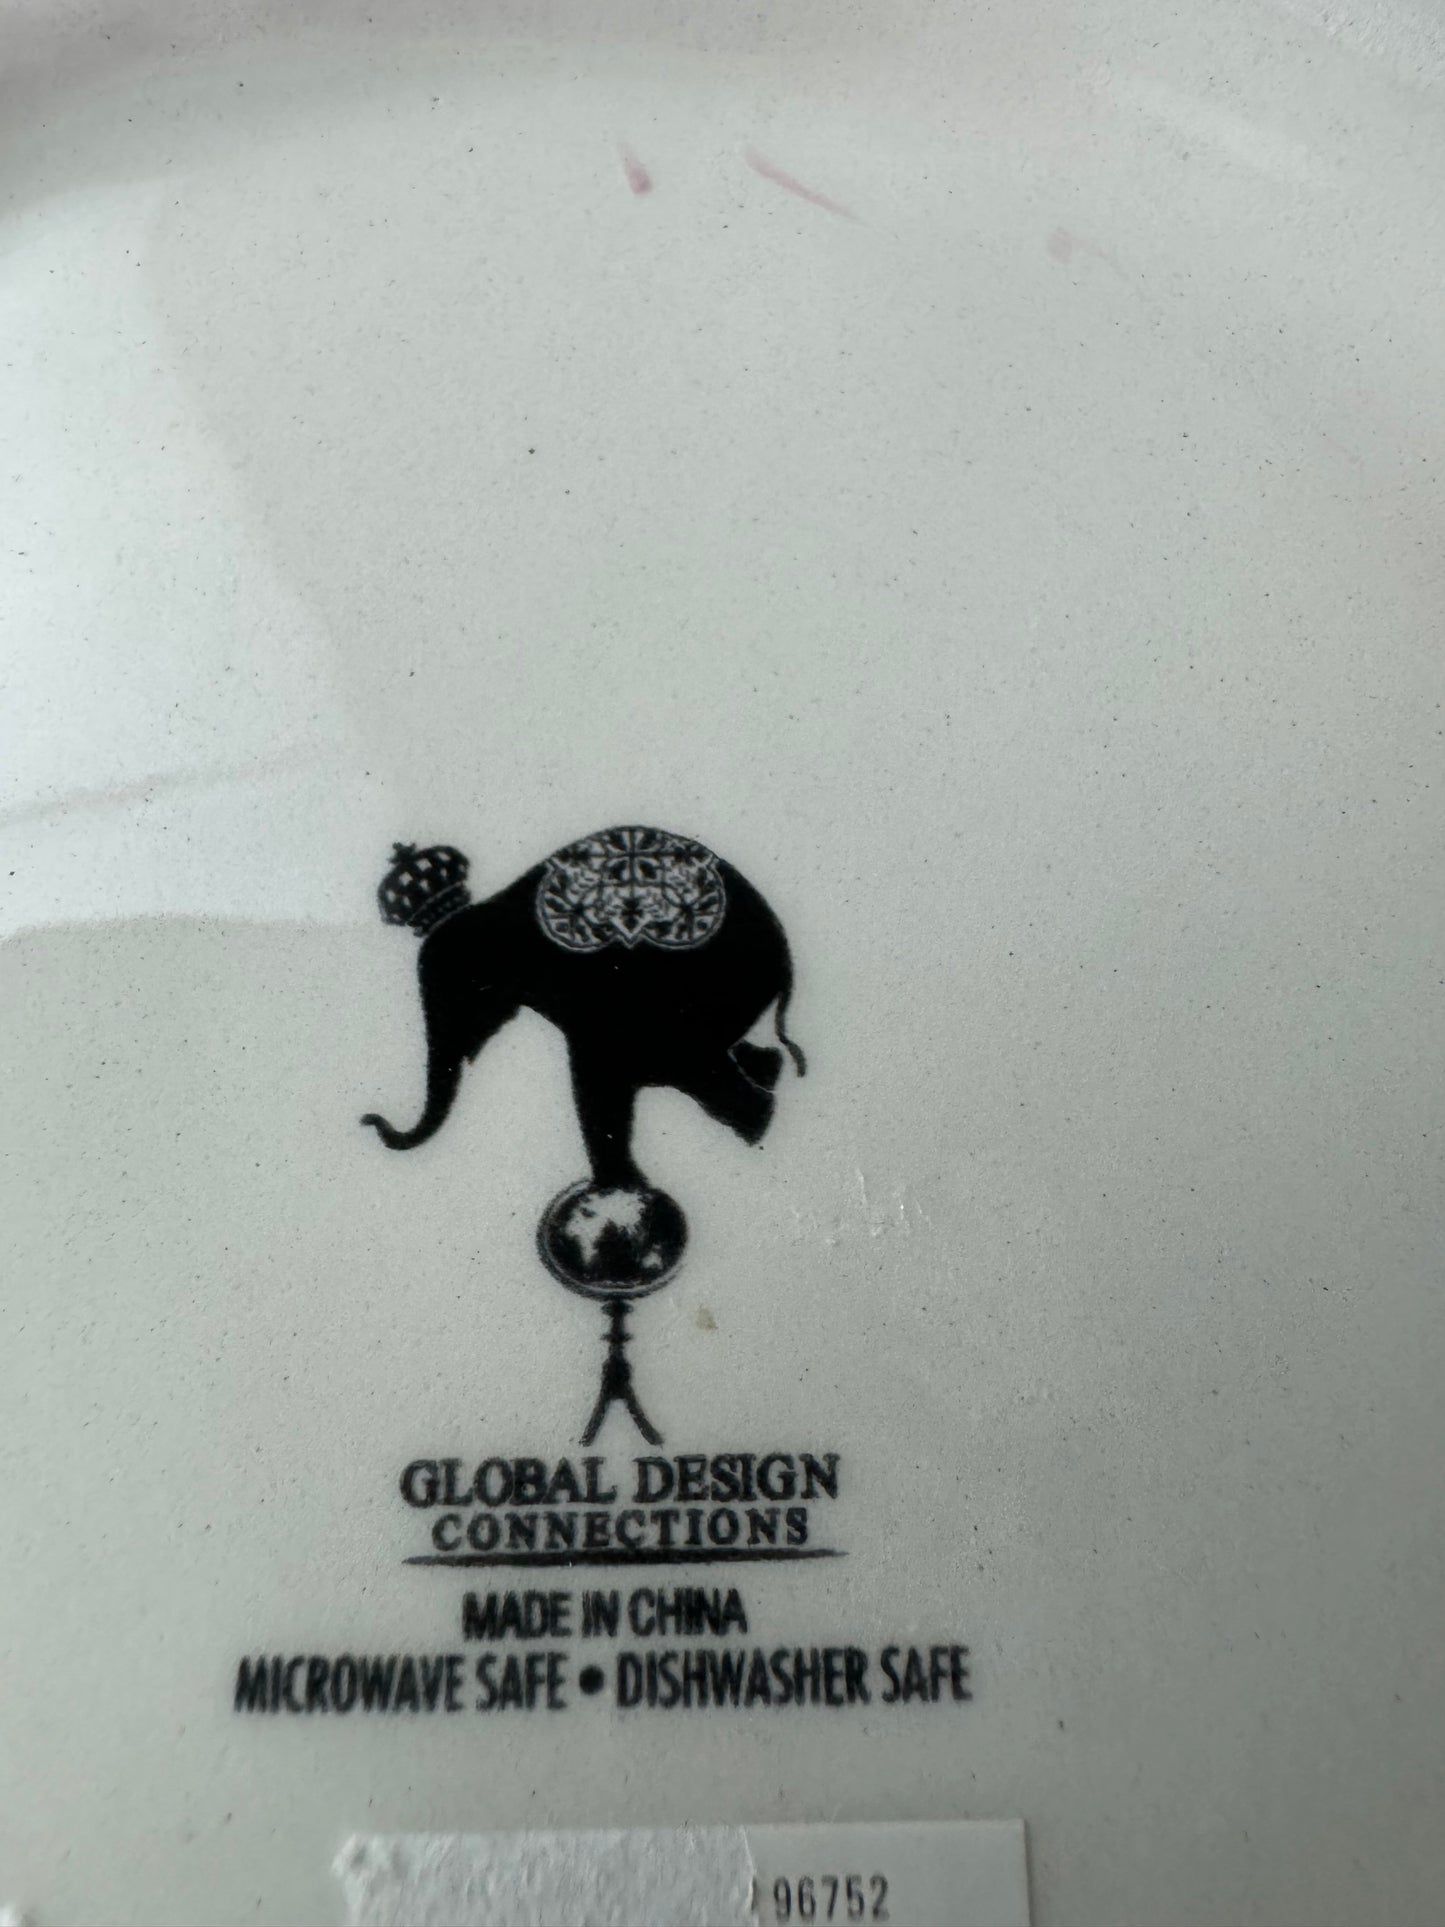 GLOBAL DESIGN
CONNECTIONS
MADE IN CHINA
MICROWAVE SAFE • DISHWASHER SAFE
96752